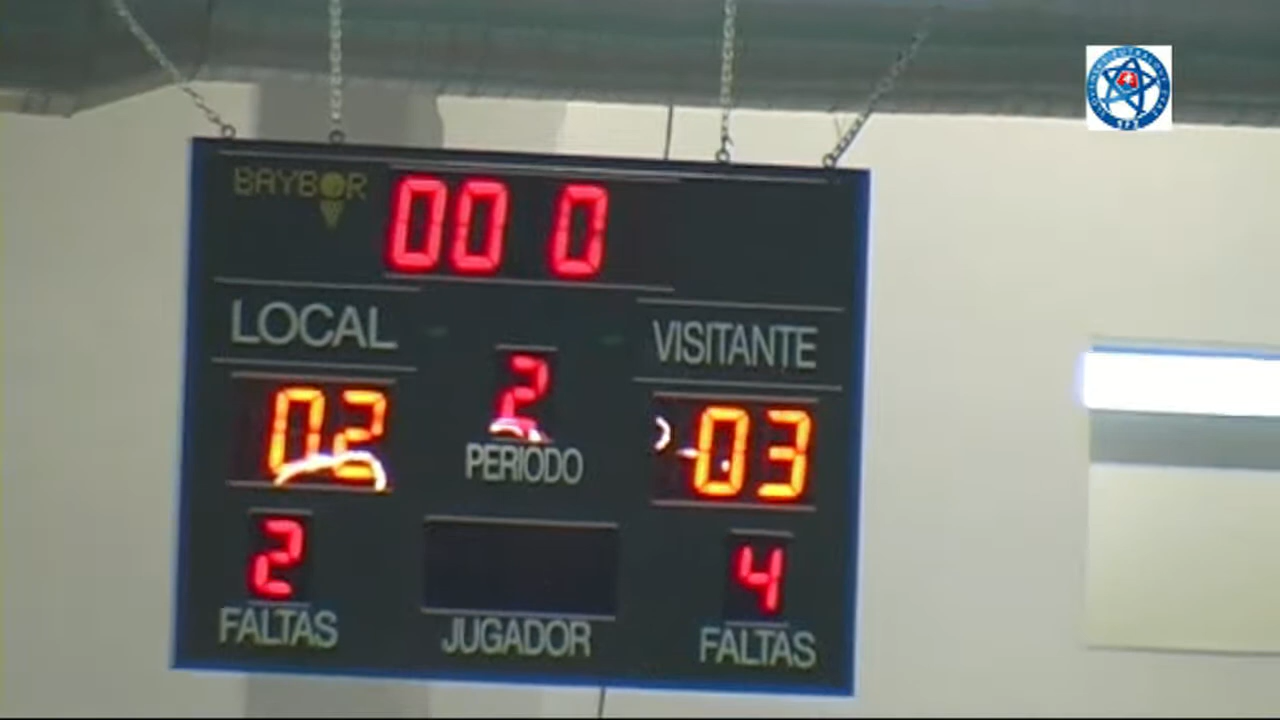 BAYBOR
00 0
LOCAL
VISITANTE
2
02
03
PERIODO
2
4
FALTAS
JUGADOR
FALTAS